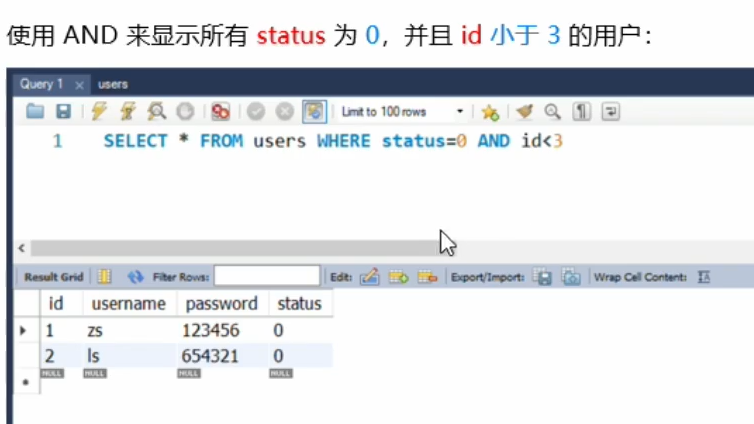 使用 AND 来显示所有 status 为 0，并且 id 小于 3 的用户：
Query 1 × users
Limit to 100 rows
1 SELECT * FROM users WHERE status=0 AND id<3
Result Grid Filter Rows: Edit: Export/Import: Wrap Cell Content:
id username password status
1 zs 123456 0
2 ls 654321 0
NULL NULL NULL NULL